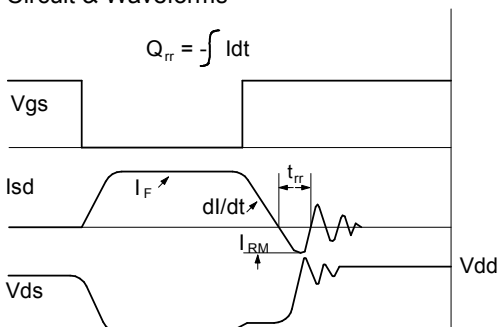 Circuit & Waveforms
Qrr = -∫ Idt
Vgs
Isd
IF
trr
dI/dt
IRM
Vdd
Vds